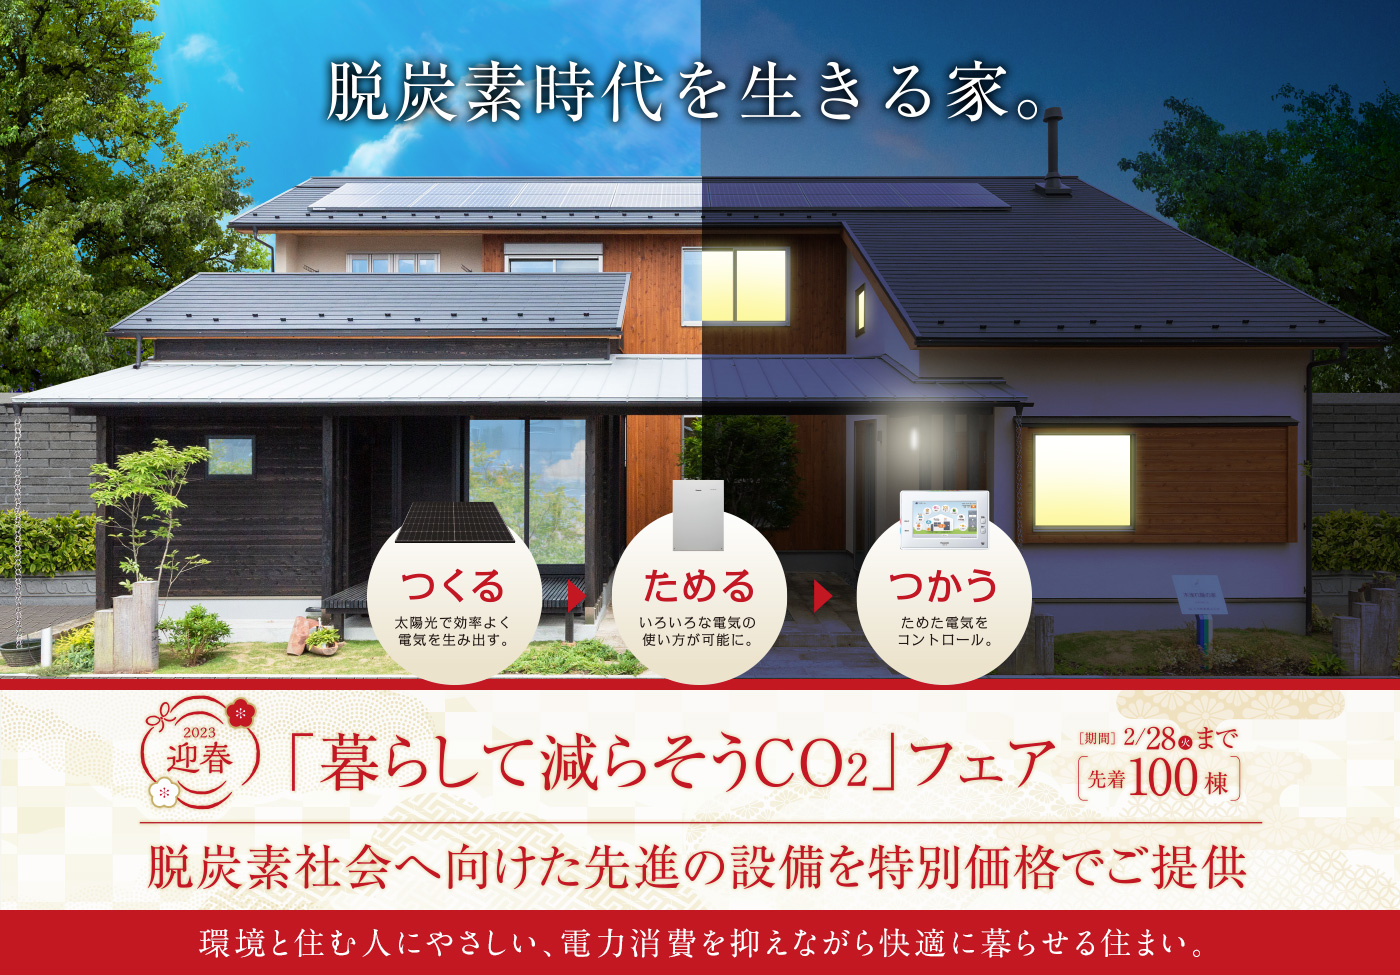 脱炭素時代を生きる家。
つくる
太陽光で効率よく
電気を生み出す。
ためる
いろいろな電気の
使い方が可能に。
つかう
ためた電気を
コントロール。
2023
迎春
「暮らして減らそうCO2」フェア
［期間］2/28火まで
先着100棟
脱炭素社会へ向けた先進の設備を特別価格でご提供
環境と住む人にやさしい、電力消費を抑えながら快適に暮らせる住まい。